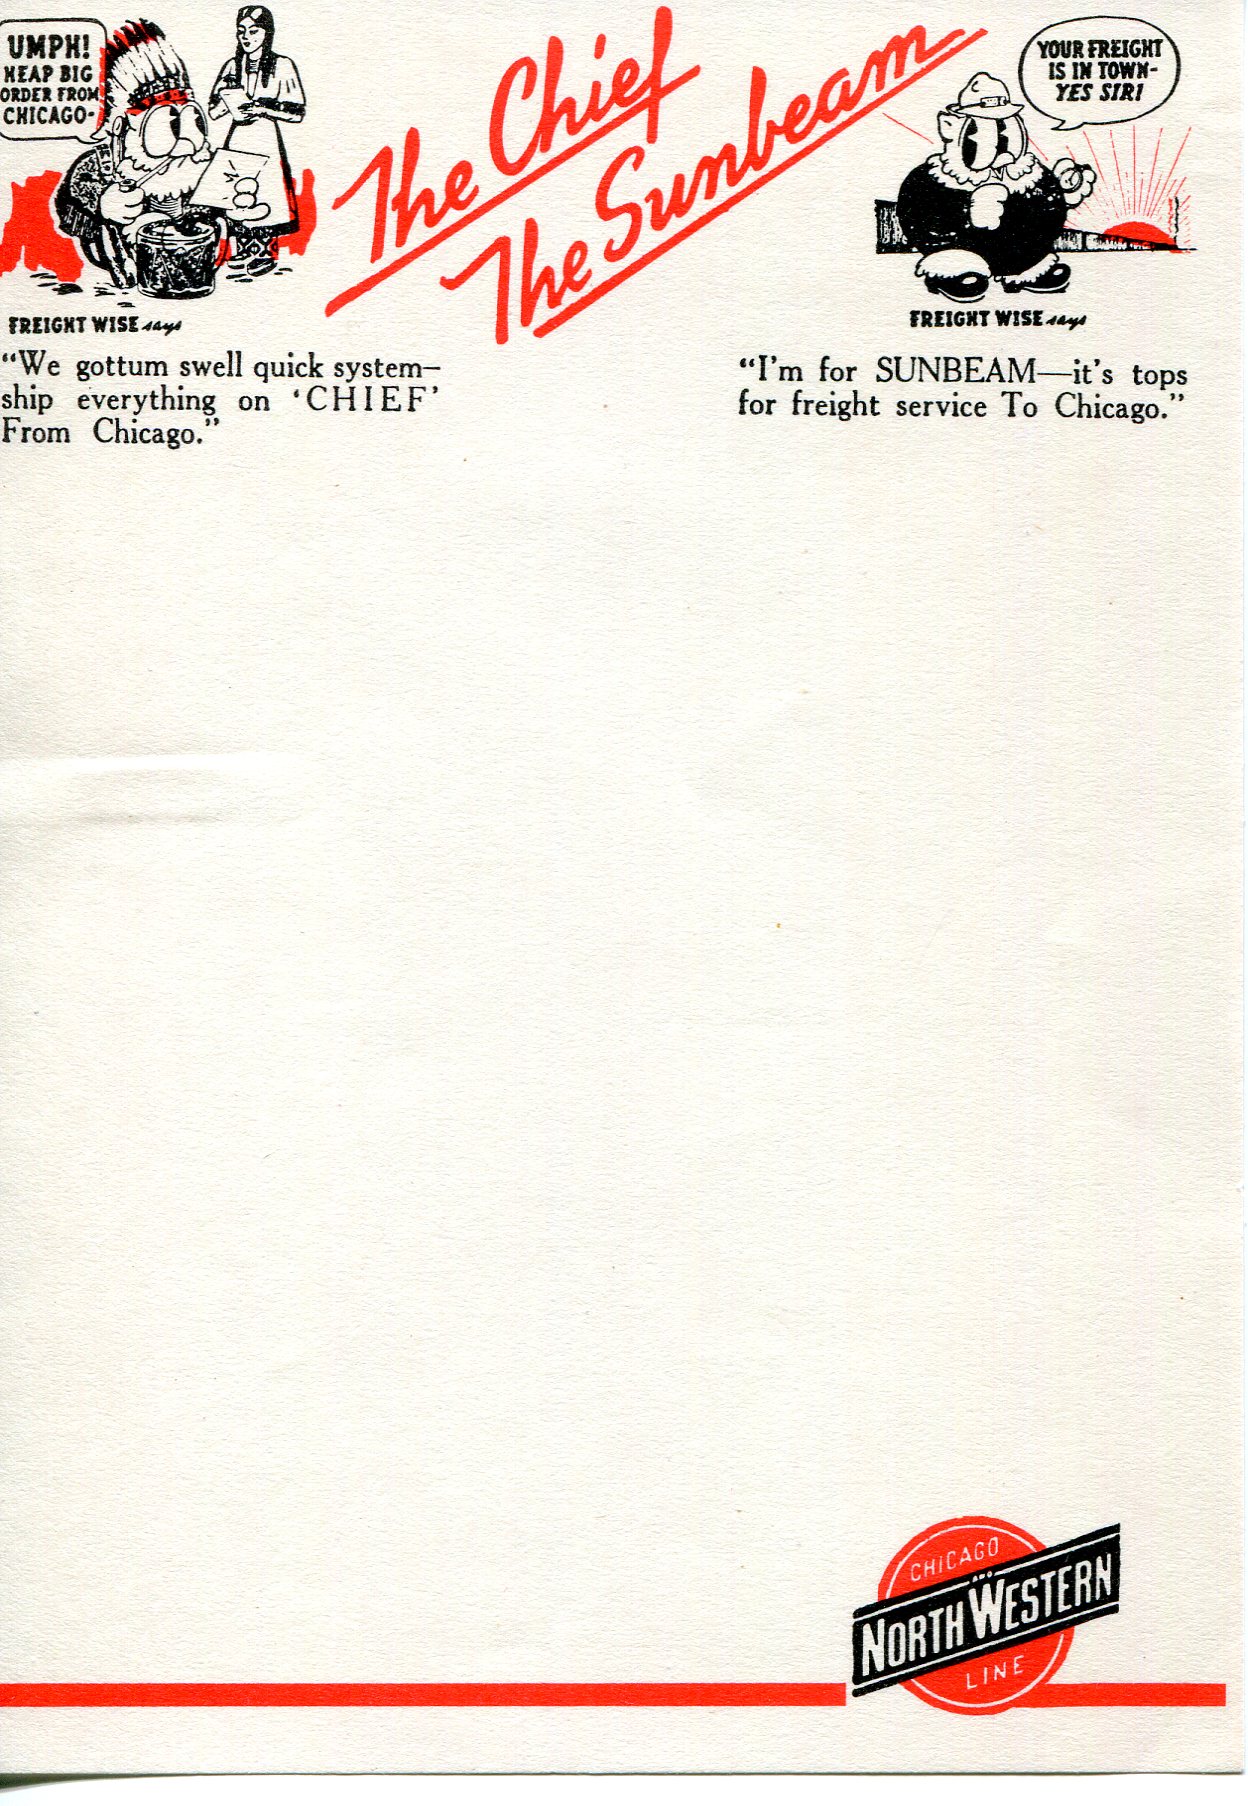 UMPH!
HEAP BIG
ORDER FROM
CHICAGO-
The Chief
The Sunbeam
YOUR FREIGHT
IS IN TOWN-
YES SIR!
FREIGHT WISE says
"We gottum swell quick system—
ship everything on 'CHIEF'
From Chicago."
FREIGHT WISE says
"I'm for SUNBEAM—it's tops
for freight service To Chicago."
CHICAGO
AND
NORTH WESTERN
LINE